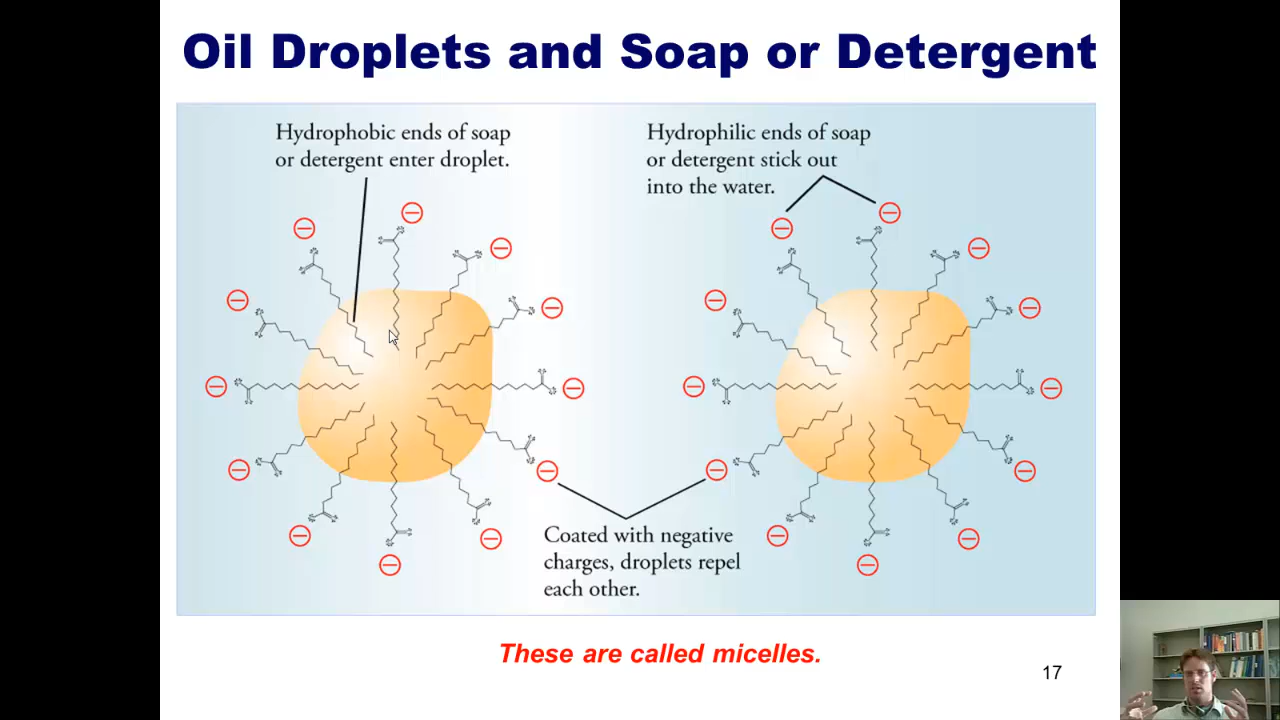 Oil Droplets and Soap or Detergent
Hydrophobic ends of soap
or detergent enter droplet.
Hydrophilic ends of soap
or detergent stick out
into the water.
Coated with negative
charges, droplets repel
each other.
These are called micelles.
17